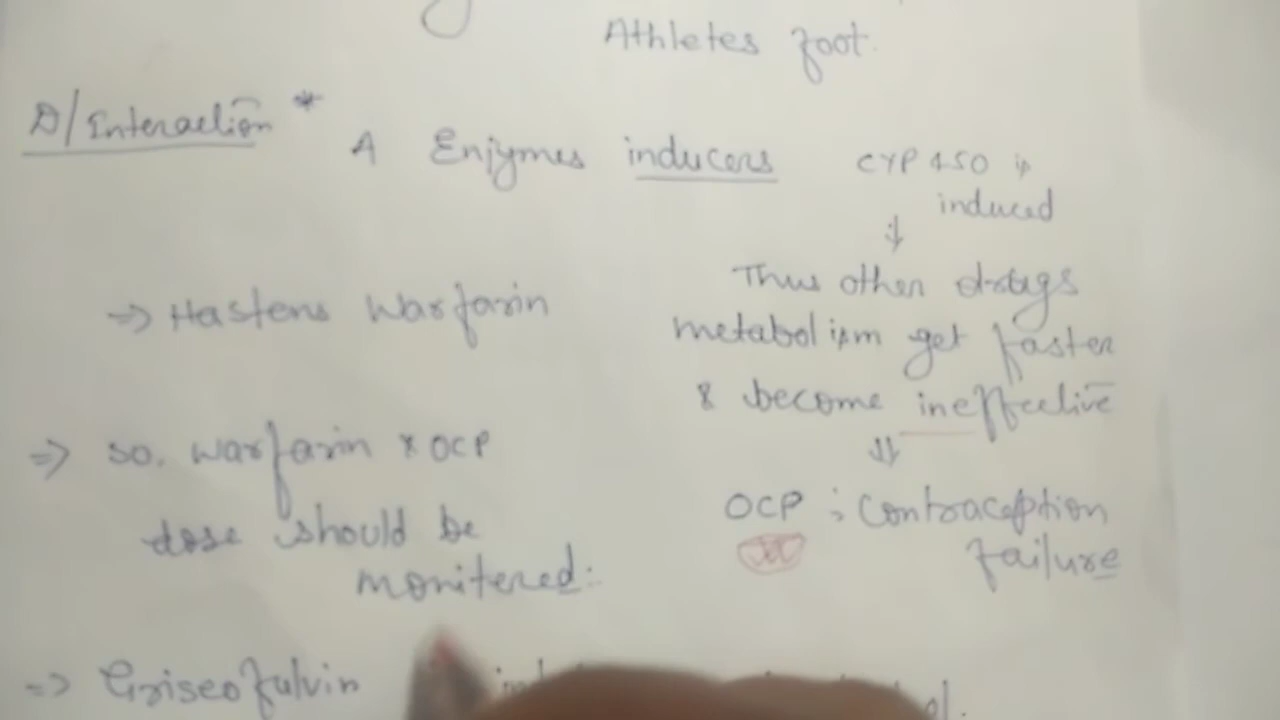 Athletes foot.
D/Interaction *
A Enzymes inducers
CYP 450 is
induced
↓
Thus other drugs
metabolism get faster
& become ineffective
⇓
OCP : Contraception
failure
⇒ Hastens Warfarin
⇒ so. warfarin & OCP
dose should be
monitered:
⇒ Griseofulvin